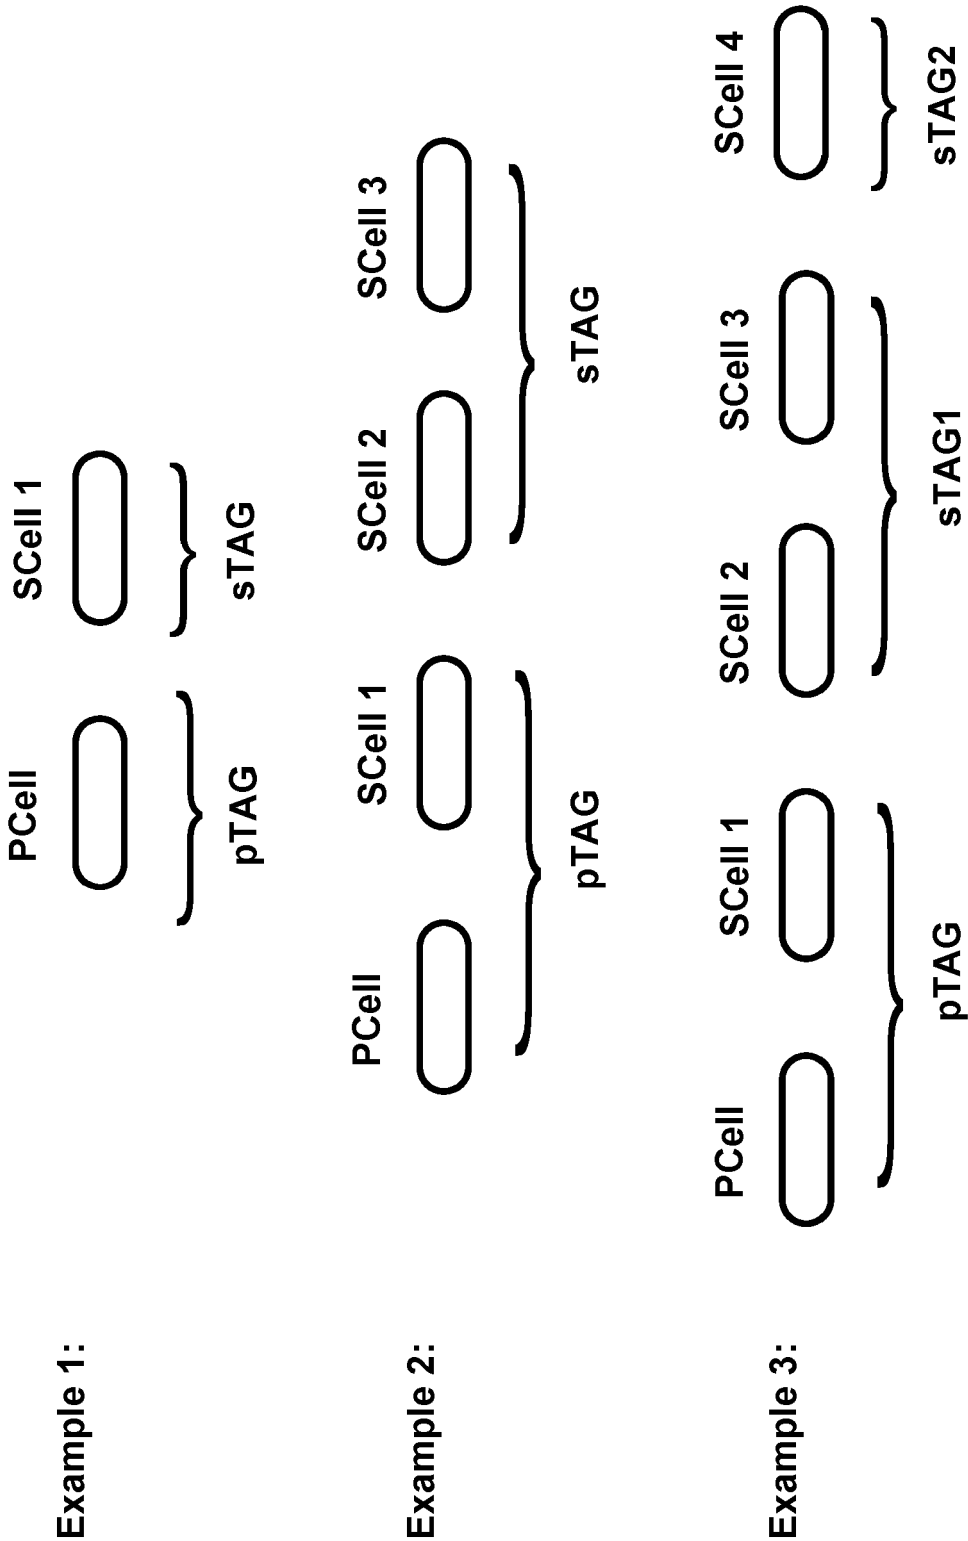 Example 1:
PCell SCell 1
pTAG sTAG
Example 2:
PCell SCell 1 SCell 2 SCell 3
pTAG sTAG
Example 3:
PCell SCell 1 SCell 2 SCell 3 SCell 4
pTAG sTAG1 sTAG2